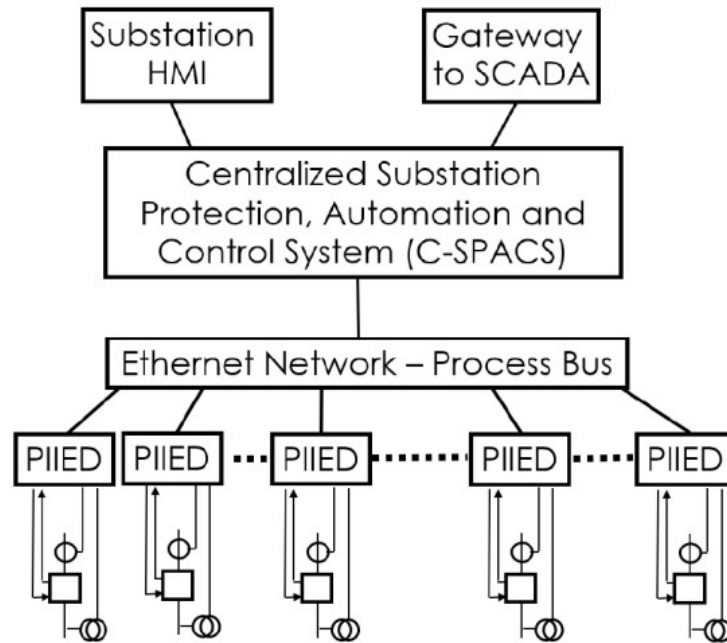 Substation
HMI
Gateway
to SCADA
Centralized Substation
Protection, Automation and
Control System (C-SPACS)
Ethernet Network – Process Bus
PIIED
PIIED
PIIED
PIIED
PIIED